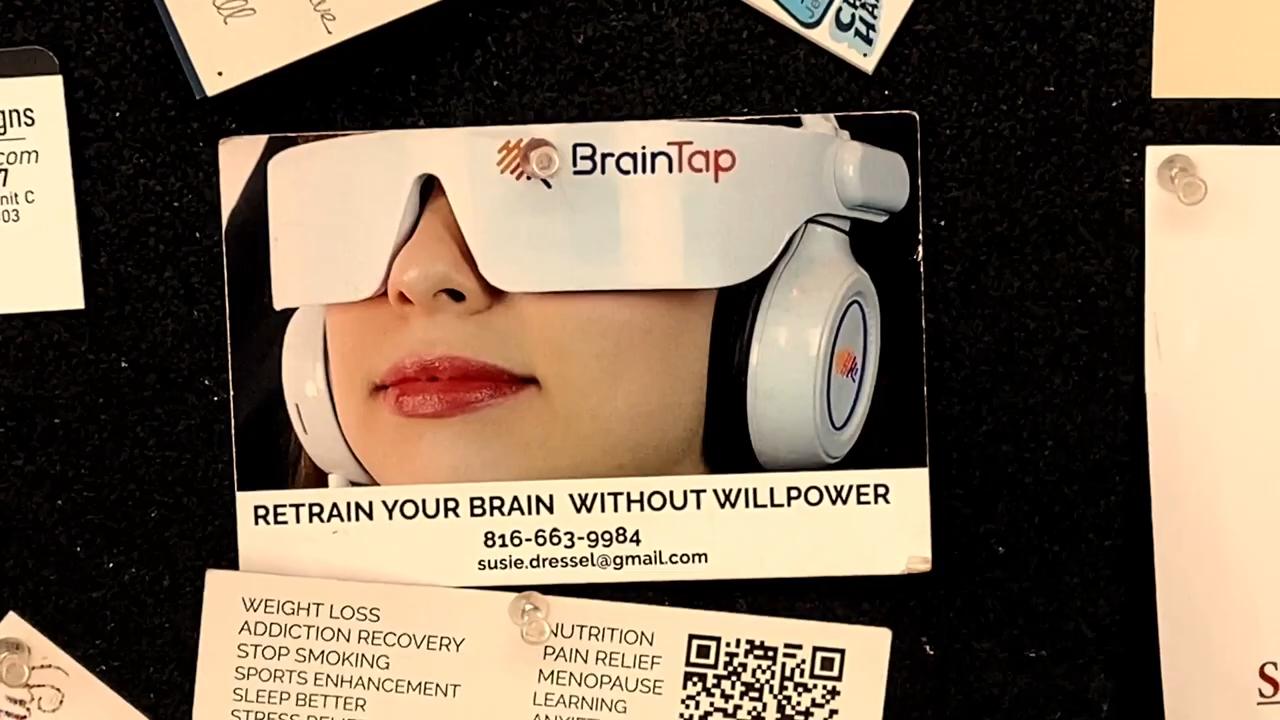 gns
com
7
nit C
03
BrainTap
RETRAIN YOUR BRAIN WITHOUT WILLPOWER
816-663-9984
susie.dressel@gmail.com
WEIGHT LOSS
ADDICTION RECOVERY
STOP SMOKING
SPORTS ENHANCEMENT
SLEEP BETTER
NUTRITION
PAIN RELIEF
MENOPAUSE
LEARNING
S